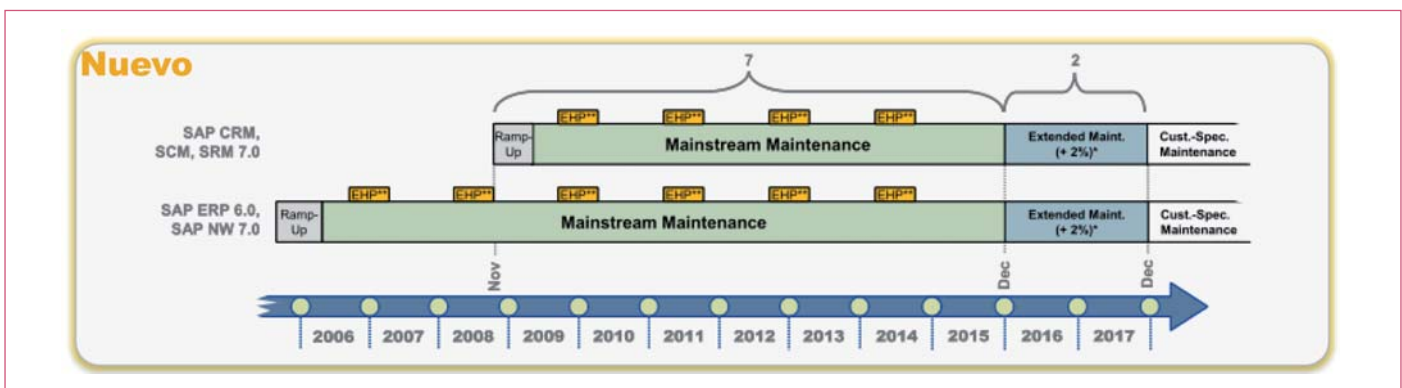 Nuevo
7
2
EHP** EHP** EHP** EHP**
SAP CRM,
SCM, SRM 7.0
Ramp-
Up
Mainstream Maintenance
Extended Maint.
(+ 2%)*
Cust.-Spec.
Maintenance
EHP** EHP** EHP** EHP** EHP** EHP**
SAP ERP 6.0,
SAP NW 7.0
Ramp-
Up
Mainstream Maintenance
Extended Maint.
(+ 2%)*
Cust.-Spec.
Maintenance
Nov
Dec
Dec
2006 2007 2008 2009 2010 2011 2012 2013 2014 2015 2016 2017